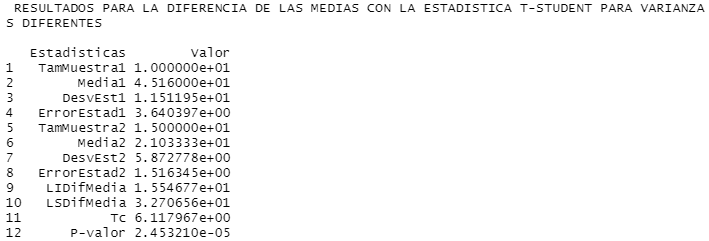 RESULTADOS PARA LA DIFERENCIA DE LAS MEDIAS CON LA ESTADISTICA T-STUDENT PARA VARIANZA
S DIFERENTES
Estadisticas Valor
1 TamMuestra1 1.000000e+01
2 Media1 4.516000e+01
3 DesvEst1 1.151195e+01
4 ErrorEstad1 3.640397e+00
5 TamMuestra2 1.500000e+01
6 Media2 2.103333e+01
7 DesvEst2 5.872778e+00
8 ErrorEstad2 1.516345e+00
9 LIDifMedia 1.554677e+01
10 LSDifMedia 3.270656e+01
11 Tc 6.117967e+00
12 P-valor 2.453210e-05